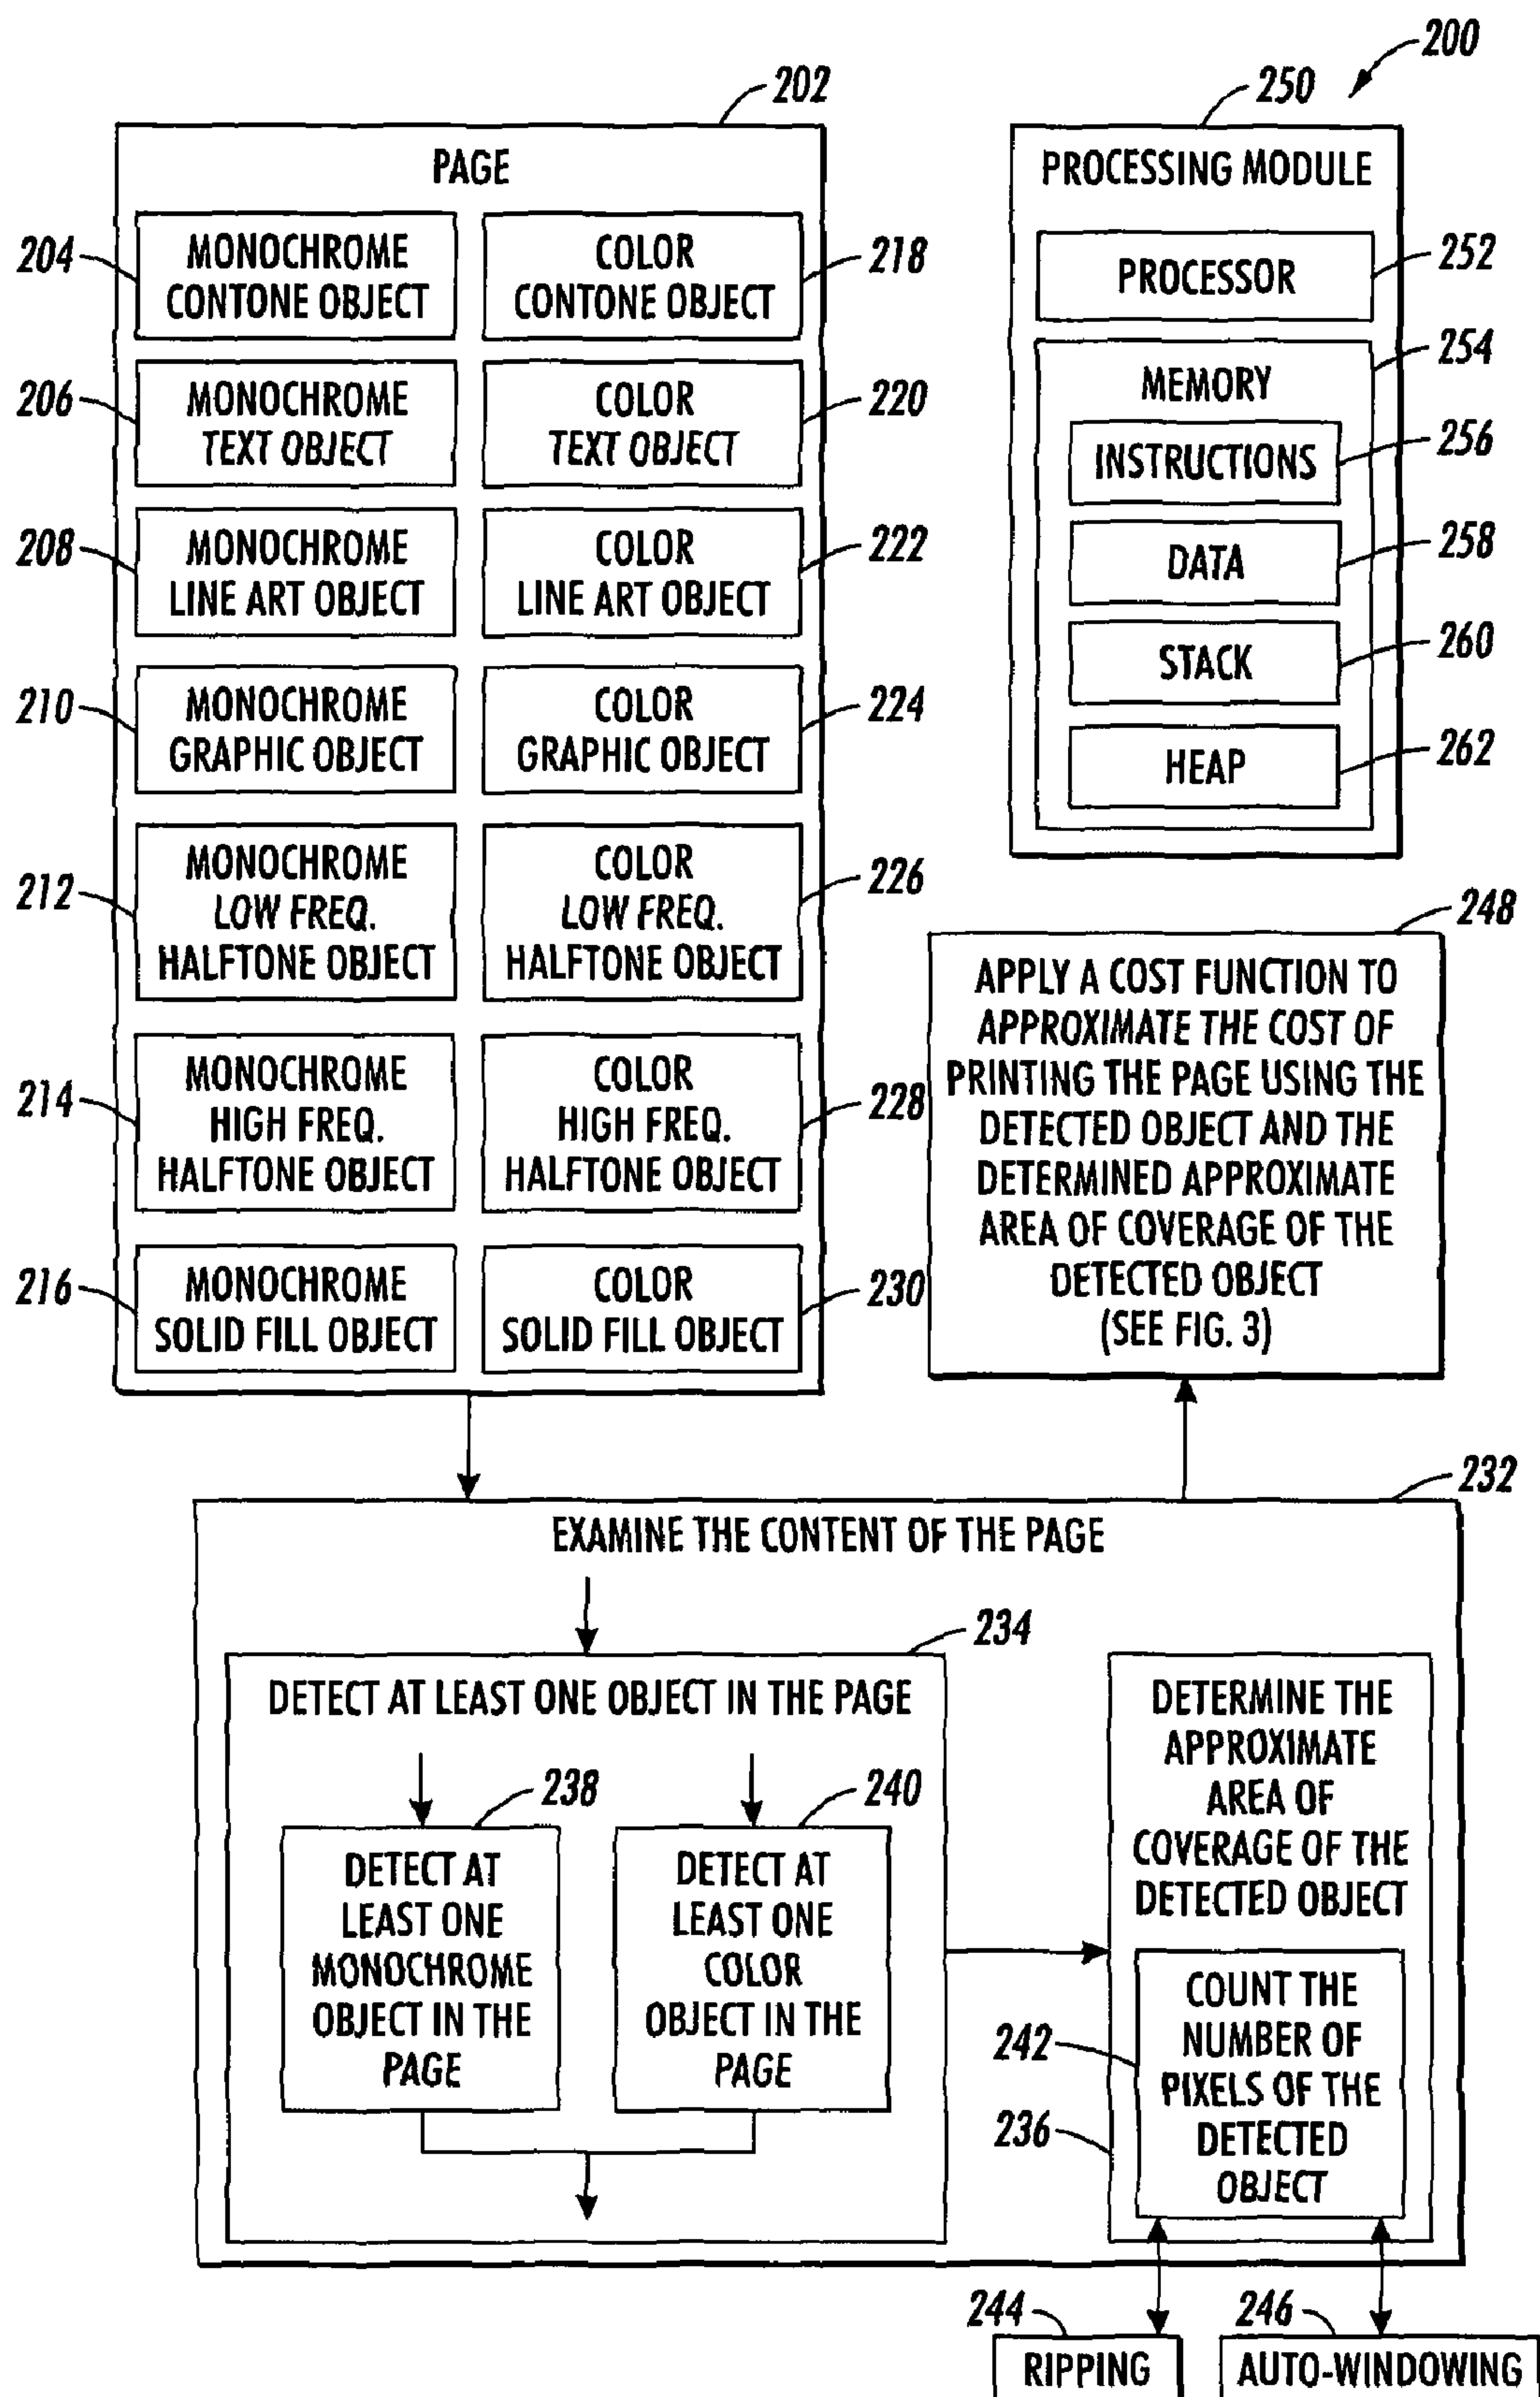 200
202
PAGE
204
MONOCHROME
CONTONE OBJECT
COLOR
CONTONE OBJECT
218
206
MONOCHROME
TEXT OBJECT
COLOR
TEXT OBJECT
220
208
MONOCHROME
LINE ART OBJECT
COLOR
LINE ART OBJECT
222
210
MONOCHROME
GRAPHIC OBJECT
COLOR
GRAPHIC OBJECT
224
212
MONOCHROME
LOW FREQ.
HALFTONE OBJECT
COLOR
LOW FREQ.
HALFTONE OBJECT
226
214
MONOCHROME
HIGH FREQ.
HALFTONE OBJECT
COLOR
HIGH FREQ.
HALFTONE OBJECT
228
216
MONOCHROME
SOLID FILL OBJECT
COLOR
SOLID FILL OBJECT
230
250
PROCESSING MODULE
PROCESSOR
252
254
MEMORY
INSTRUCTIONS
256
DATA
258
STACK
260
HEAP
262
248
APPLY A COST FUNCTION TO
APPROXIMATE THE COST OF
PRINTING THE PAGE USING THE
DETECTED OBJECT AND THE
DETERMINED APPROXIMATE
AREA OF COVERAGE OF THE
DETECTED OBJECT
(SEE FIG. 3)
232
EXAMINE THE CONTENT OF THE PAGE
234
DETECT AT LEAST ONE OBJECT IN THE PAGE
238
DETECT AT
LEAST ONE
MONOCHROME
OBJECT IN THE
PAGE
240
DETECT AT
LEAST ONE
COLOR
OBJECT IN THE
PAGE
DETERMINE THE
APPROXIMATE
AREA OF
COVERAGE OF THE
DETECTED OBJECT
242
236
COUNT THE
NUMBER OF
PIXELS OF THE
DETECTED
OBJECT
244
RIPPING
246
AUTO-WINDOWING